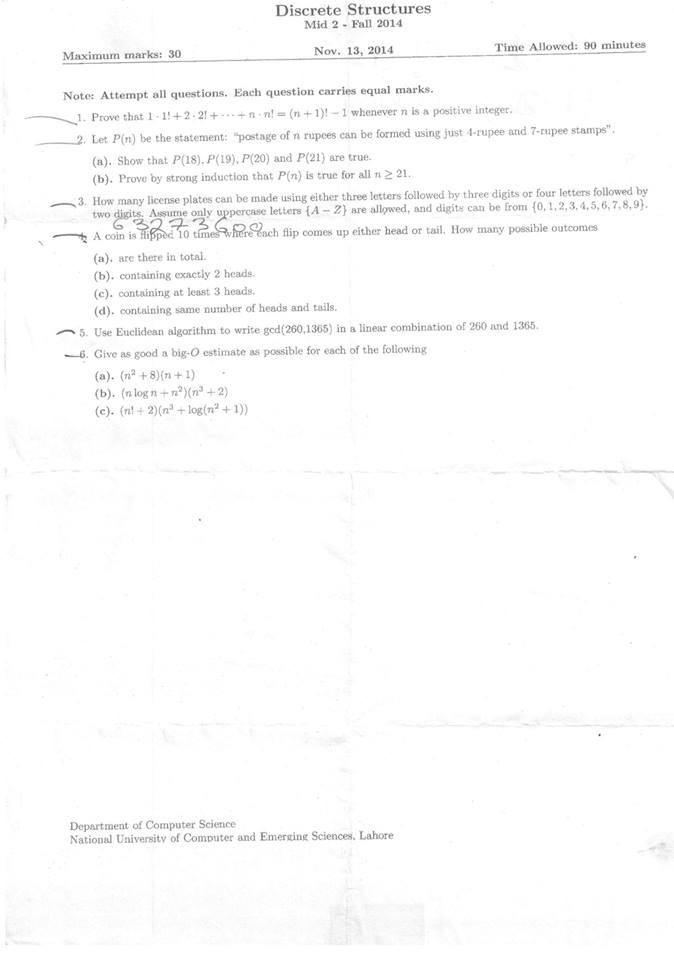 Discrete Structures
Mid 2 - Fall 2014
Maximum marks: 30 Nov. 13, 2014 Time Allowed: 90 minutes
Note: Attempt all questions. Each question carries equal marks.
1. Prove that 1 · 1! + 2 · 2! + ··· + n · n! = (n + 1)! − 1 whenever n is a positive integer.
2. Let P(n) be the statement: "postage of n rupees can be formed using just 4-rupee and 7-rupee stamps".
(a). Show that P(18), P(19), P(20) and P(21) are true.
(b). Prove by strong induction that P(n) is true for all n ≥ 21.
3. How many license plates can be made using either three letters followed by three digits or four letters followed by
two digits. Assume only uppercase letters {A − Z} are allowed, and digits can be from {0, 1, 2, 3, 4, 5, 6, 7, 8, 9}.
63273600
4. A coin is flipped 10 times where each flip comes up either head or tail. How many possible outcomes
(a). are there in total.
(b). containing exactly 2 heads.
(c). containing at least 3 heads.
(d). containing same number of heads and tails.
5. Use Euclidean algorithm to write gcd(260,1365) in a linear combination of 260 and 1365.
6. Give as good a big-O estimate as possible for each of the following
(a). (n² + 8)(n + 1)
(b). (n log n + n²)(n³ + 2)
(c). (n! + 2)(n³ + log(n² + 1))
Department of Computer Science
National University of Computer and Emerging Sciences, Lahore